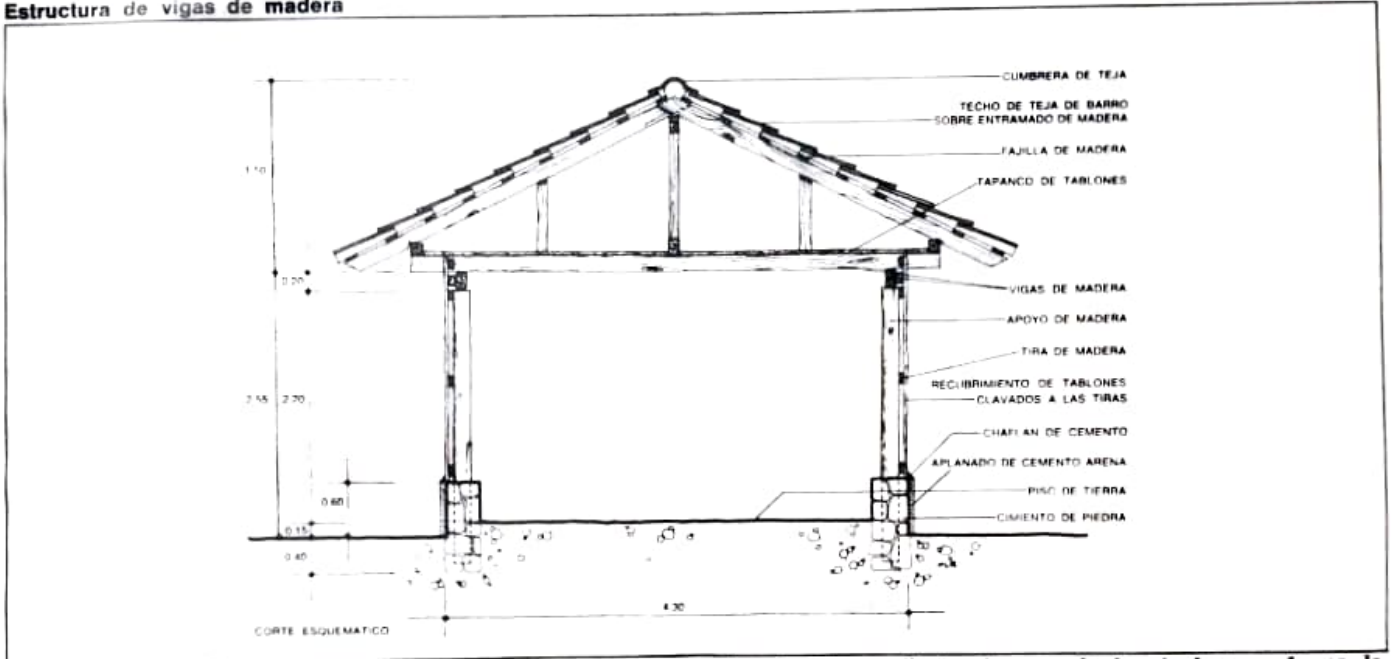 Estructura de vigas de madera
CUMBRERA DE TEJA
TECHO DE TEJA DE BARRO
SOBRE ENTRAMADO DE MADERA
FAJILLA DE MADERA
TAPANCO DE TABLONES
VIGAS DE MADERA
APOYO DE MADERA
TIRA DE MADERA
RECUBRIMIENTO DE TABLONES
CLAVADOS A LAS TIRAS
CHAFLAN DE CEMENTO
APLANADO DE CEMENTO ARENA
PISO DE TIERRA
CIMIENTO DE PIEDRA
0.20
2.55 2.20
0.60
0.15
0.40
4.30
CORTE ESQUEMATICO